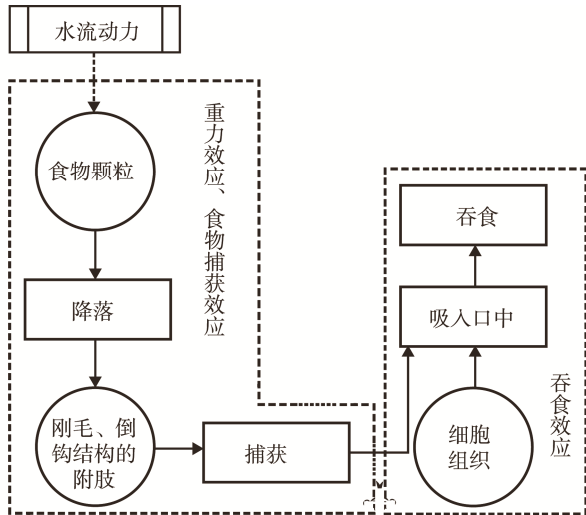 水流动力
食物颗粒
降落
刚毛、倒
钩结构的
附肢
捕获
重力效应、食物捕获效应
吞食
吸入口中
细胞
组织
吞食效应